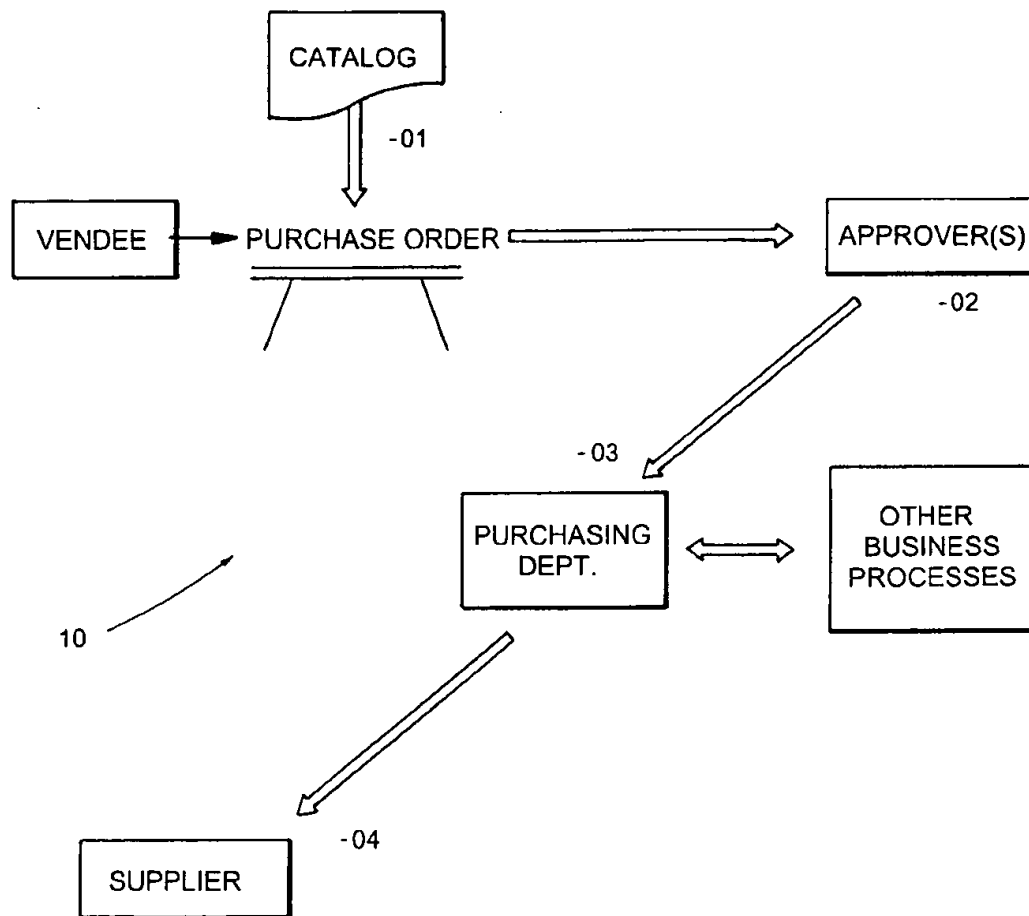 CATALOG
-01
VENDEE
PURCHASE ORDER
APPROVER(S)
-02
-03
PURCHASING
DEPT.
OTHER
BUSINESS
PROCESSES
10
-04
SUPPLIER